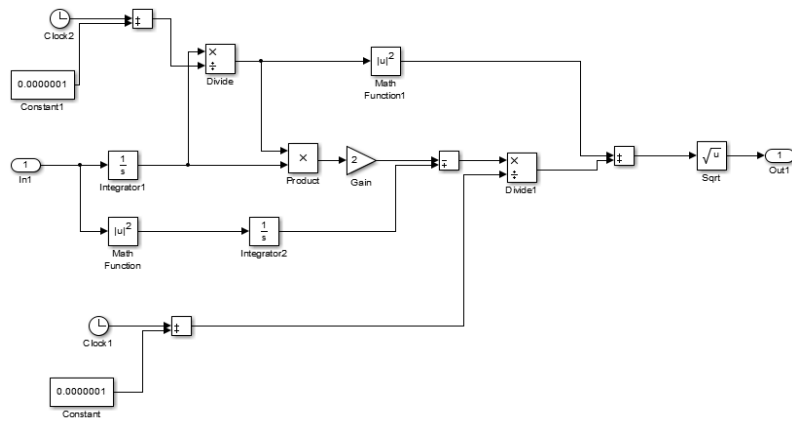 Clock2
0.0000001
Constant1
×
÷
Divide
|u|²
Math
Function1
1
In1
1
s
Integrator1
×
Product
2
Gain
−
+
×
÷
Divide1
+
+
√u
Sqrt
1
Out1
|u|²
Math
Function
1
s
Integrator2
Clock1
+
+
0.0000001
Constant
+
+